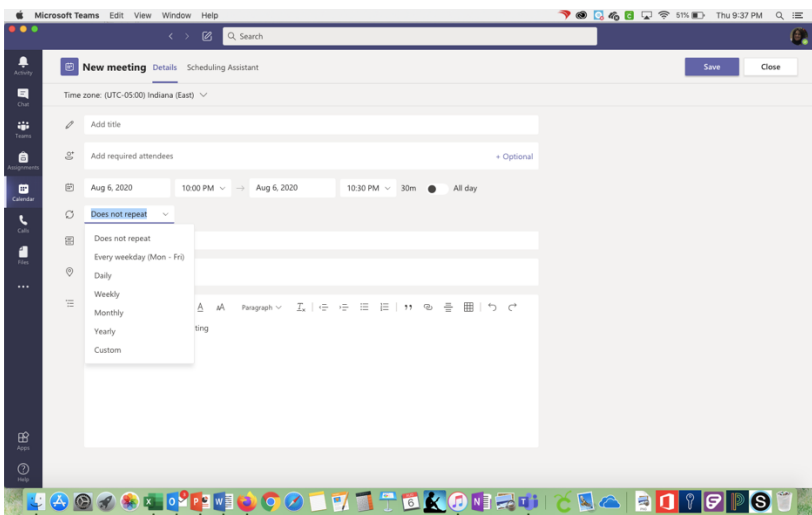 Microsoft Teams Edit View Window Help 51% Thu 9:37 PM
Search
Activity
Chat
Teams
Assignments
Calendar
Calls
Files
Apps
Help
New meeting Details Scheduling Assistant Save Close
Time zone: (UTC-05:00) Indiana (East)
Add title
Add required attendees + Optional
Aug 6, 2020 10:00 PM → Aug 6, 2020 10:30 PM 30m All day
Does not repeat
Does not repeat
Every weekday (Mon - Fri)
Daily
Weekly
Monthly
Yearly
Custom
A AA Paragraph
ting